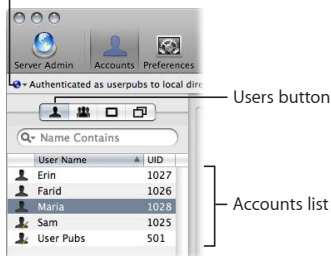 Server Admin Accounts Preferences
Authenticated as userpubs to local dire
Users button
Name Contains
User Name UID
Erin 1027
Farid 1026
Maria 1028
Sam 1025
User Pubs 501
Accounts list